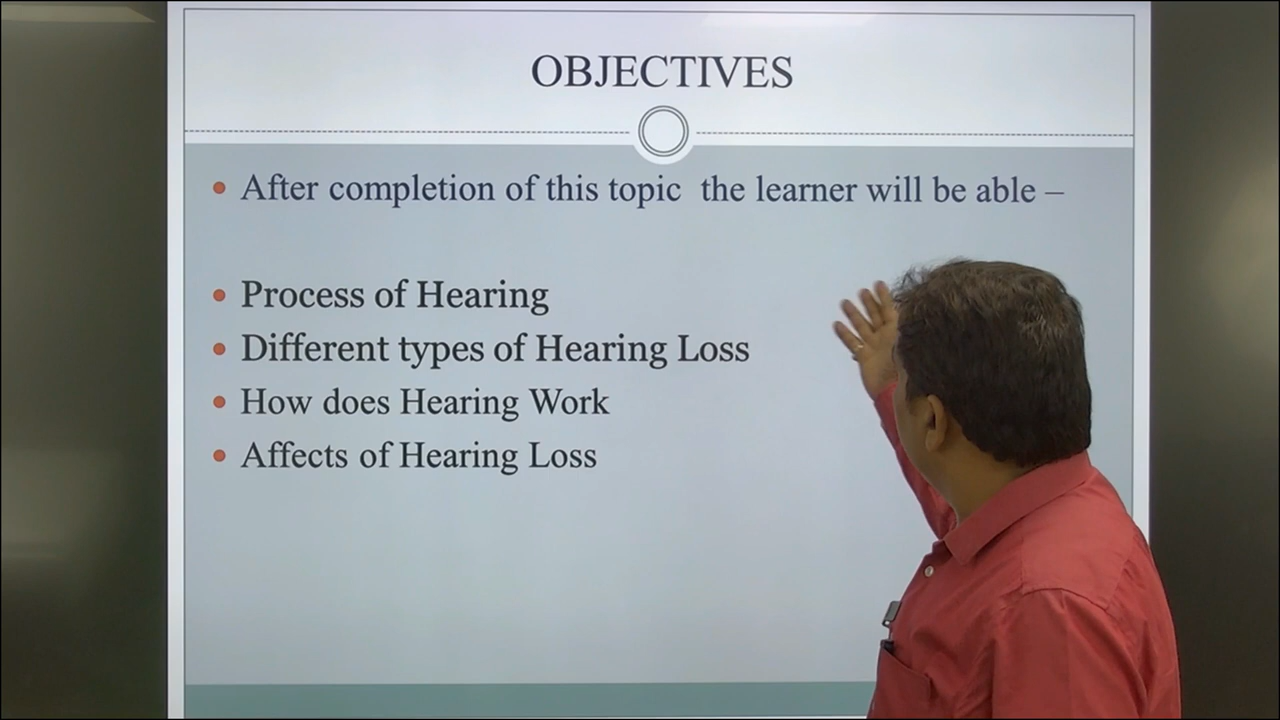 OBJECTIVES
After completion of this topic the learner will be able –
Process of Hearing
Different types of Hearing Loss
How does Hearing Work
Affects of Hearing Loss